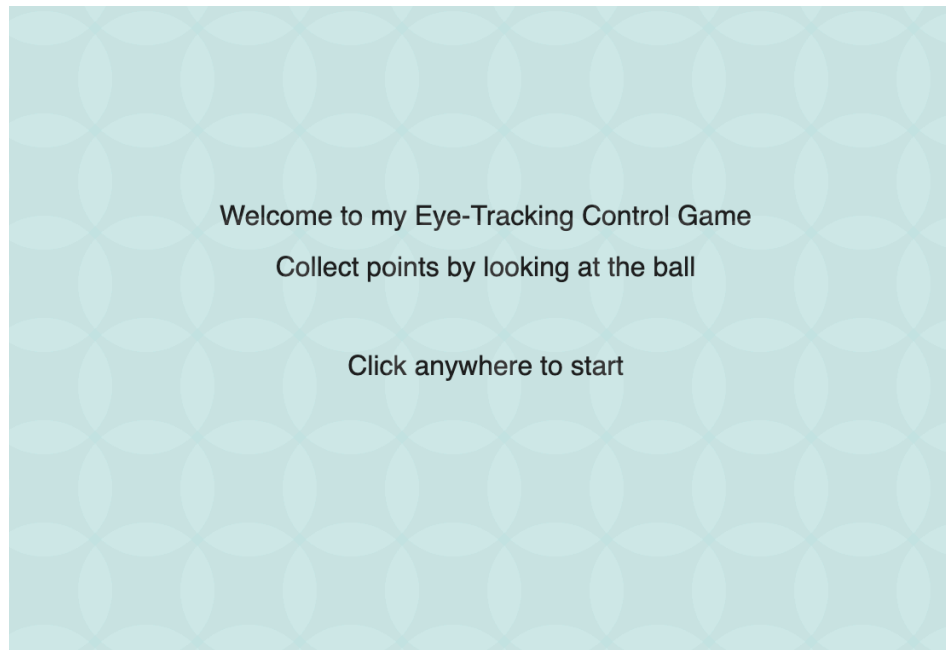 Welcome to my Eye-Tracking Control Game
Collect points by looking at the ball
Click anywhere to start